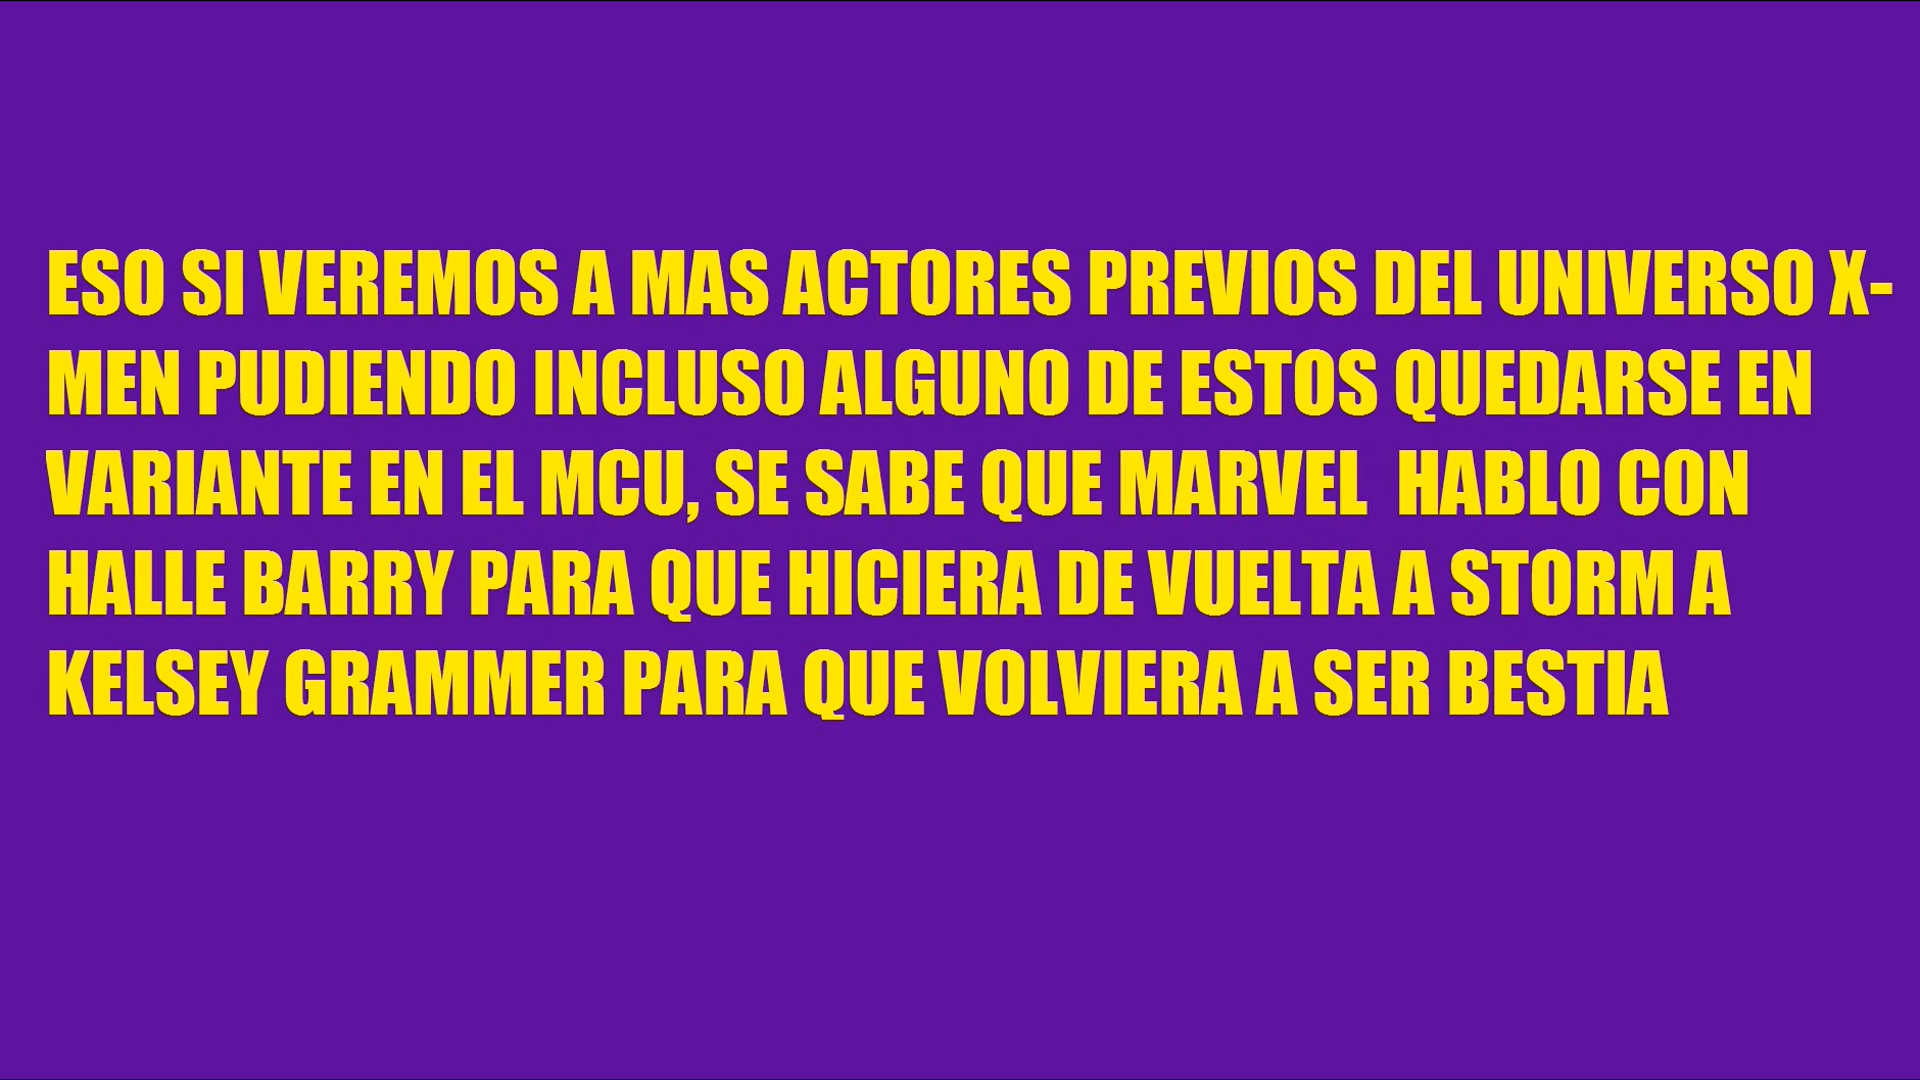 ESO SI VEREMOS A MAS ACTORES PREVIOS DEL UNIVERSO X-
MEN PUDIENDO INCLUSO ALGUNO DE ESTOS QUEDARSE EN
VARIANTE EN EL MCU, SE SABE QUE MARVEL  HABLO CON
HALLE BARRY PARA QUE HICIERA DE VUELTA A STORM A
KELSEY GRAMMER PARA QUE VOLVIERA A SER BESTIA